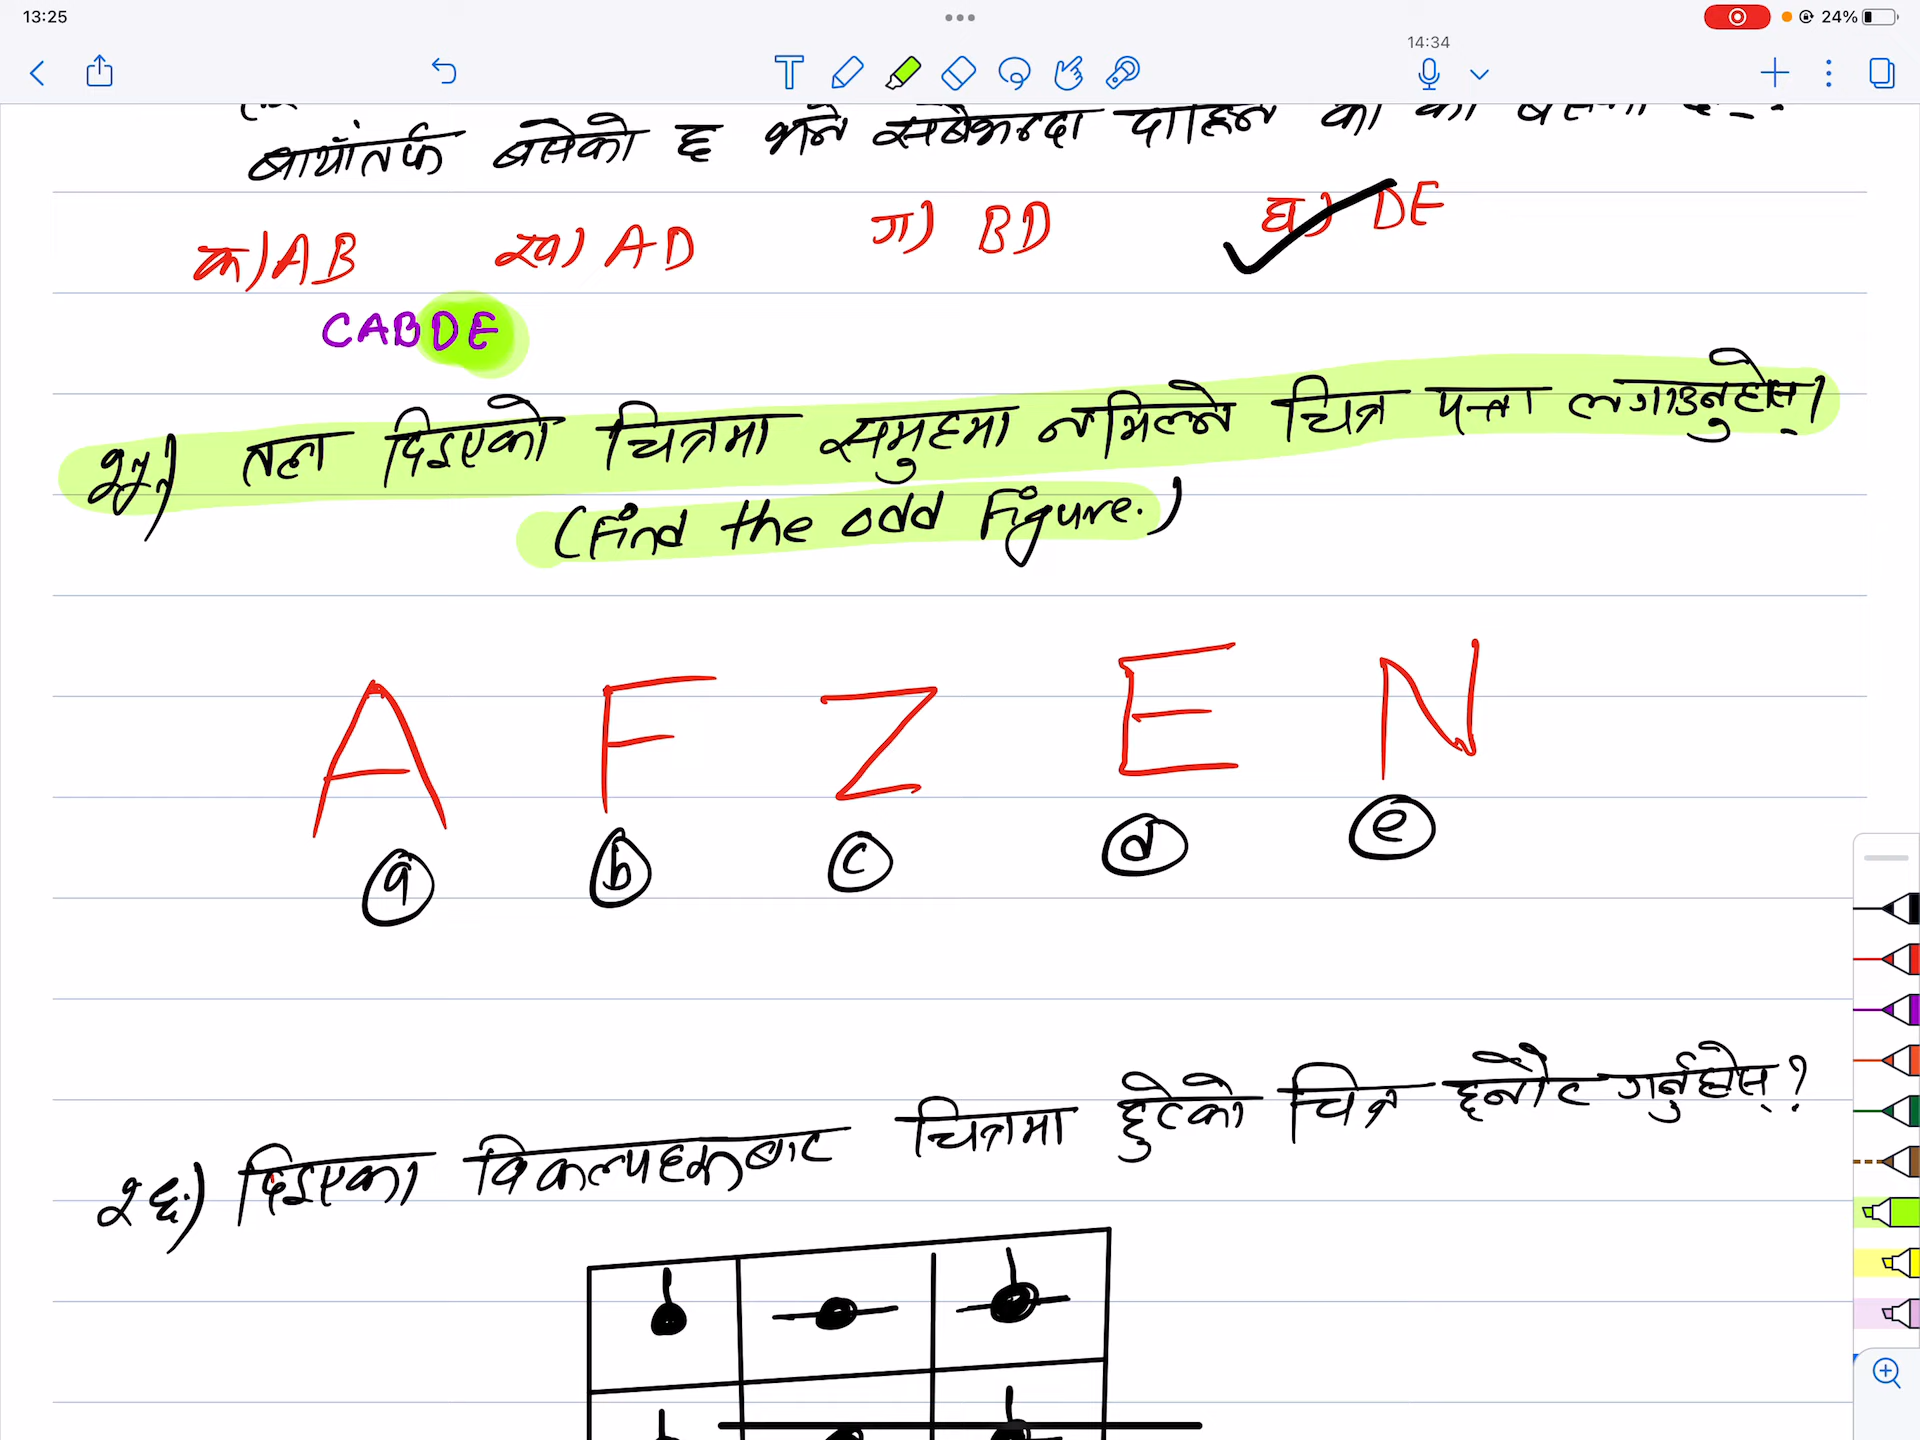 13:25
24%
14:34
बायाँतर्फ बसेको छ भने सबैभन्दा दाहिने को को
क) AB ख) AD ग) BD घ) DE
CABDE
२५.) तल दिइएको चित्रमा समुहमा नमिल्ने चित्र पत्ता लगाउनुहोस्।
(Find the odd Figure.)
A F Z E N
a b c d e
२६.) दिइएका विकल्पहरूबाट चित्रमा छुटेको चित्र छनौट गर्नुहोस्?